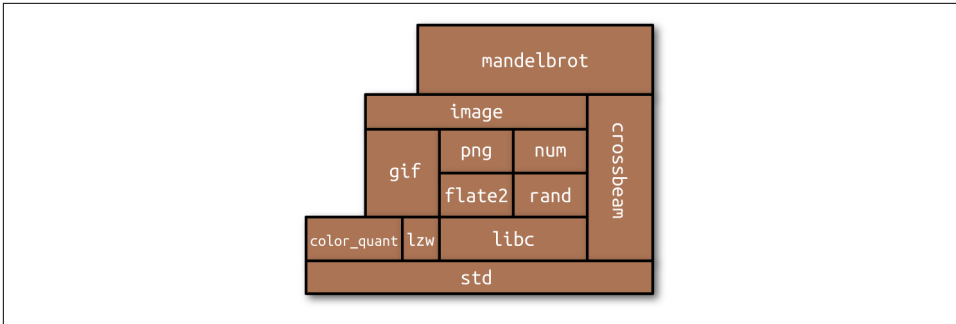 mandelbrot
image
crossbeam
gif
png
num
flate2
rand
color_quant
lzw
libc
std